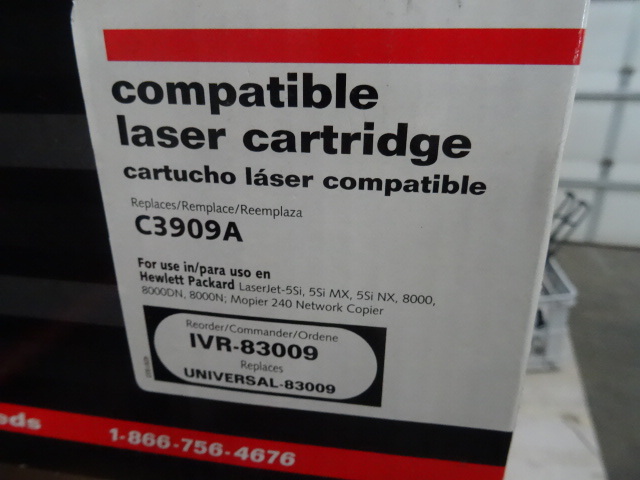 compatible
laser cartridge
cartucho láser compatible
Replaces/Remplace/Reemplaza
C3909A
For use in/para uso en
Hewlett Packard LaserJet-5Si, 5Si MX, 5Si NX, 8000,
8000DN, 8000N; Mopier 240 Network Copier
Reorder/Commander/Ordene
IVR-83009
Replaces
UNIVERSAL-83009
1-866-756-4676